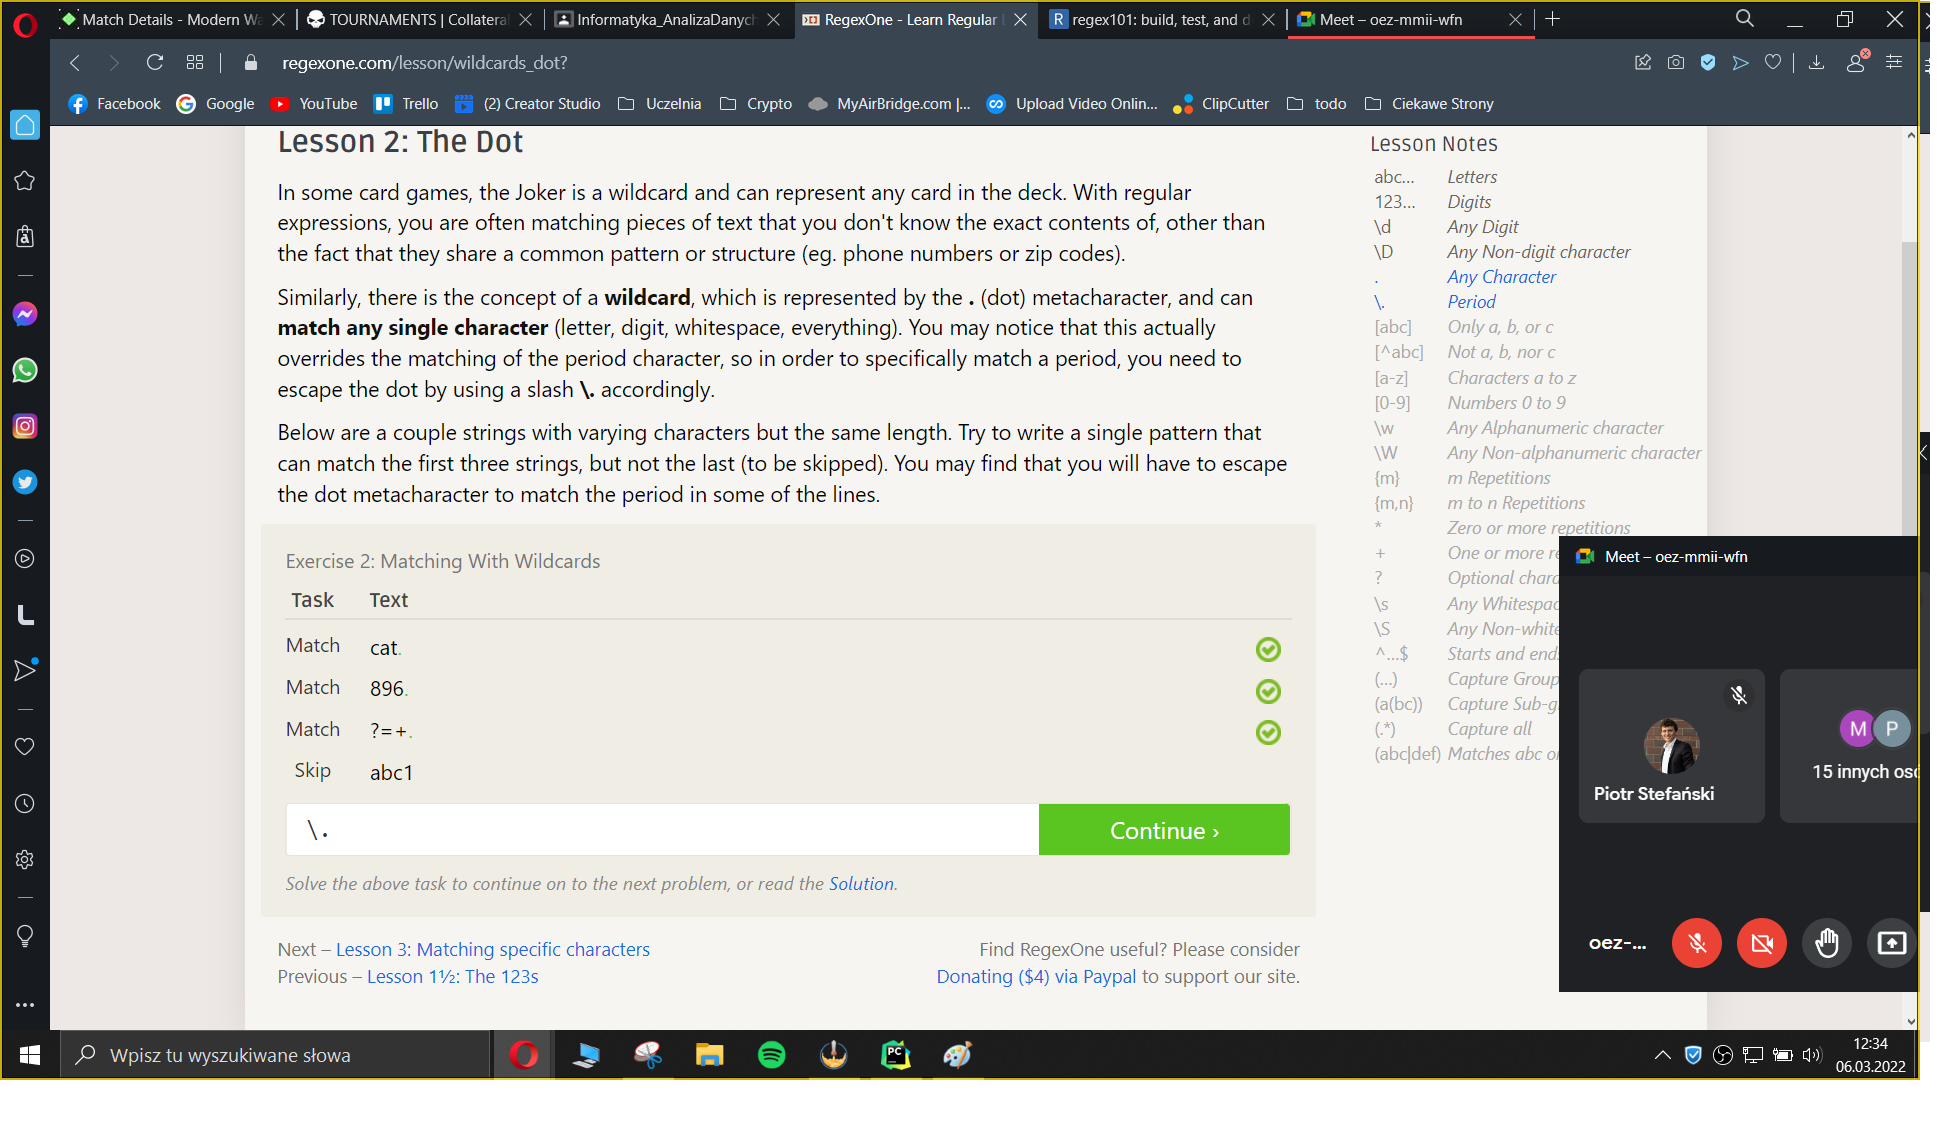 Match Details - Modern Wa
TOURNAMENTS | Collateral
Informatyka_AnalizaDanych
RegexOne - Learn Regular
regex101: build, test, and d
Meet – oez-mmii-wfn
regexone.com/lesson/wildcards_dot?
Facebook
Google
YouTube
Trello
(2) Creator Studio
Uczelnia
Crypto
MyAirBridge.com |...
Upload Video Onlin...
ClipCutter
todo
Ciekawe Strony
Lesson 2: The Dot
In some card games, the Joker is a wildcard and can represent any card in the deck. With regular
expressions, you are often matching pieces of text that you don't know the exact contents of, other than
the fact that they share a common pattern or structure (eg. phone numbers or zip codes).
Similarly, there is the concept of a wildcard, which is represented by the . (dot) metacharacter, and can
match any single character (letter, digit, whitespace, everything). You may notice that this actually
overrides the matching of the period character, so in order to specifically match a period, you need to
escape the dot by using a slash \. accordingly.
Below are a couple strings with varying characters but the same length. Try to write a single pattern that
can match the first three strings, but not the last (to be skipped). You may find that you will have to escape
the dot metacharacter to match the period in some of the lines.
Exercise 2: Matching With Wildcards
Task Text
Match cat.
Match 896.
Match ?=+.
Skip abc1
\.
Continue ›
Solve the above task to continue on to the next problem, or read the Solution.
Next – Lesson 3: Matching specific characters
Previous – Lesson 1½: The 123s
Find RegexOne useful? Please consider
Donating ($4) via Paypal to support our site.
Lesson Notes
abc... Letters
123... Digits
\d Any Digit
\D Any Non-digit character
. Any Character
\. Period
[abc] Only a, b, or c
[^abc] Not a, b, nor c
[a-z] Characters a to z
[0-9] Numbers 0 to 9
\w Any Alphanumeric character
\W Any Non-alphanumeric character
{m} m Repetitions
{m,n} m to n Repetitions
* Zero or more repetitions
+ One or more re
? Optional chara
\s Any Whitespac
\S Any Non-white
^...$ Starts and ends
(...) Capture Group
(a(bc)) Capture Sub-g
(.*) Capture all
(abc|def) Matches abc or
Meet – oez-mmii-wfn
M P
15 innych osó
Piotr Stefański
oez-...
Wpisz tu wyszukiwane słowa
PC
12:34
06.03.2022